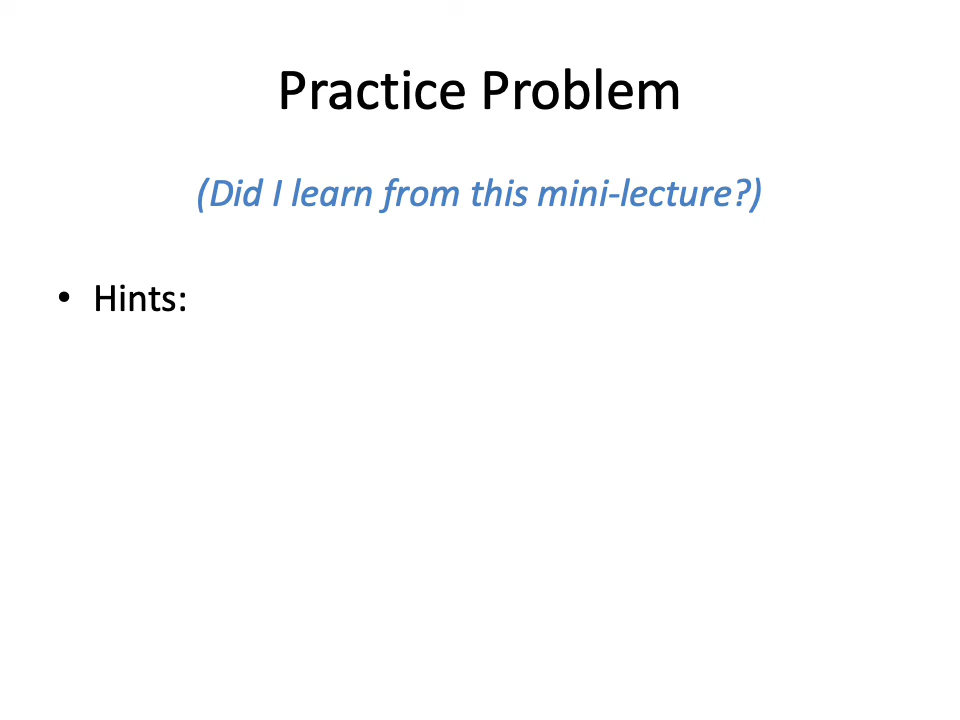 Practice Problem
(Did I learn from this mini-lecture?)
• Hints: